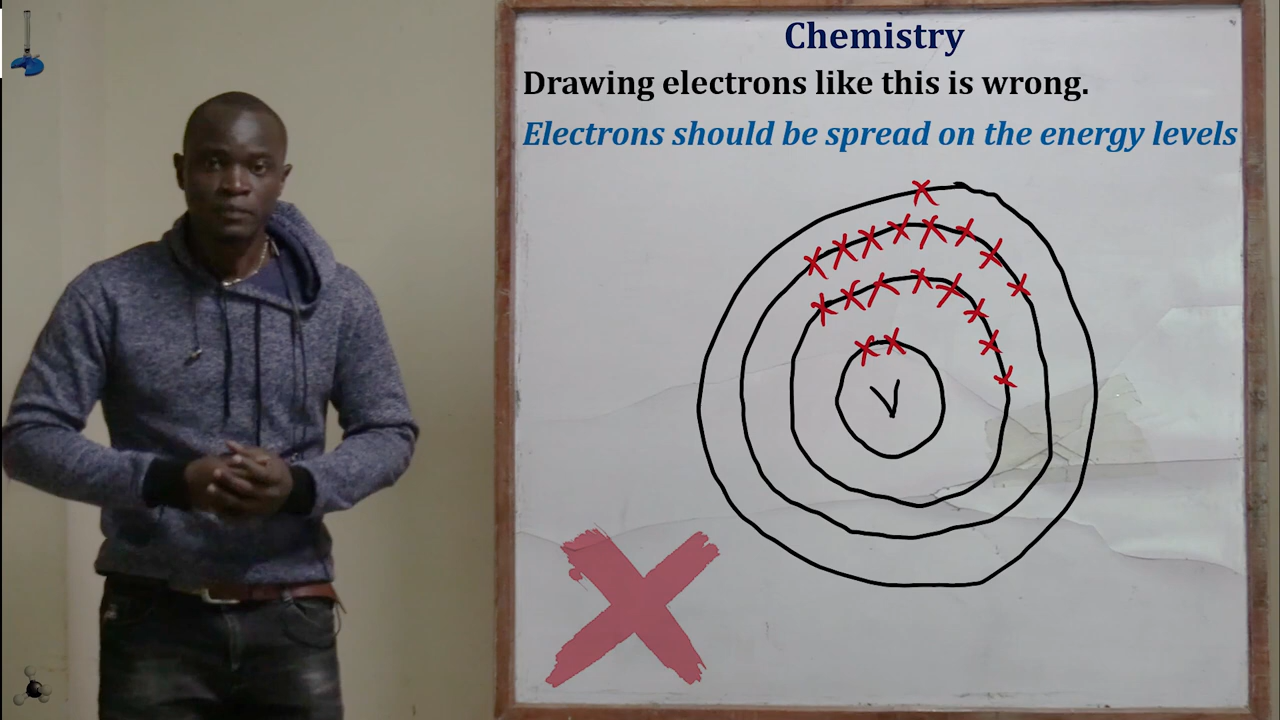 Chemistry
Drawing electrons like this is wrong.
Electrons should be spread on the energy levels
V